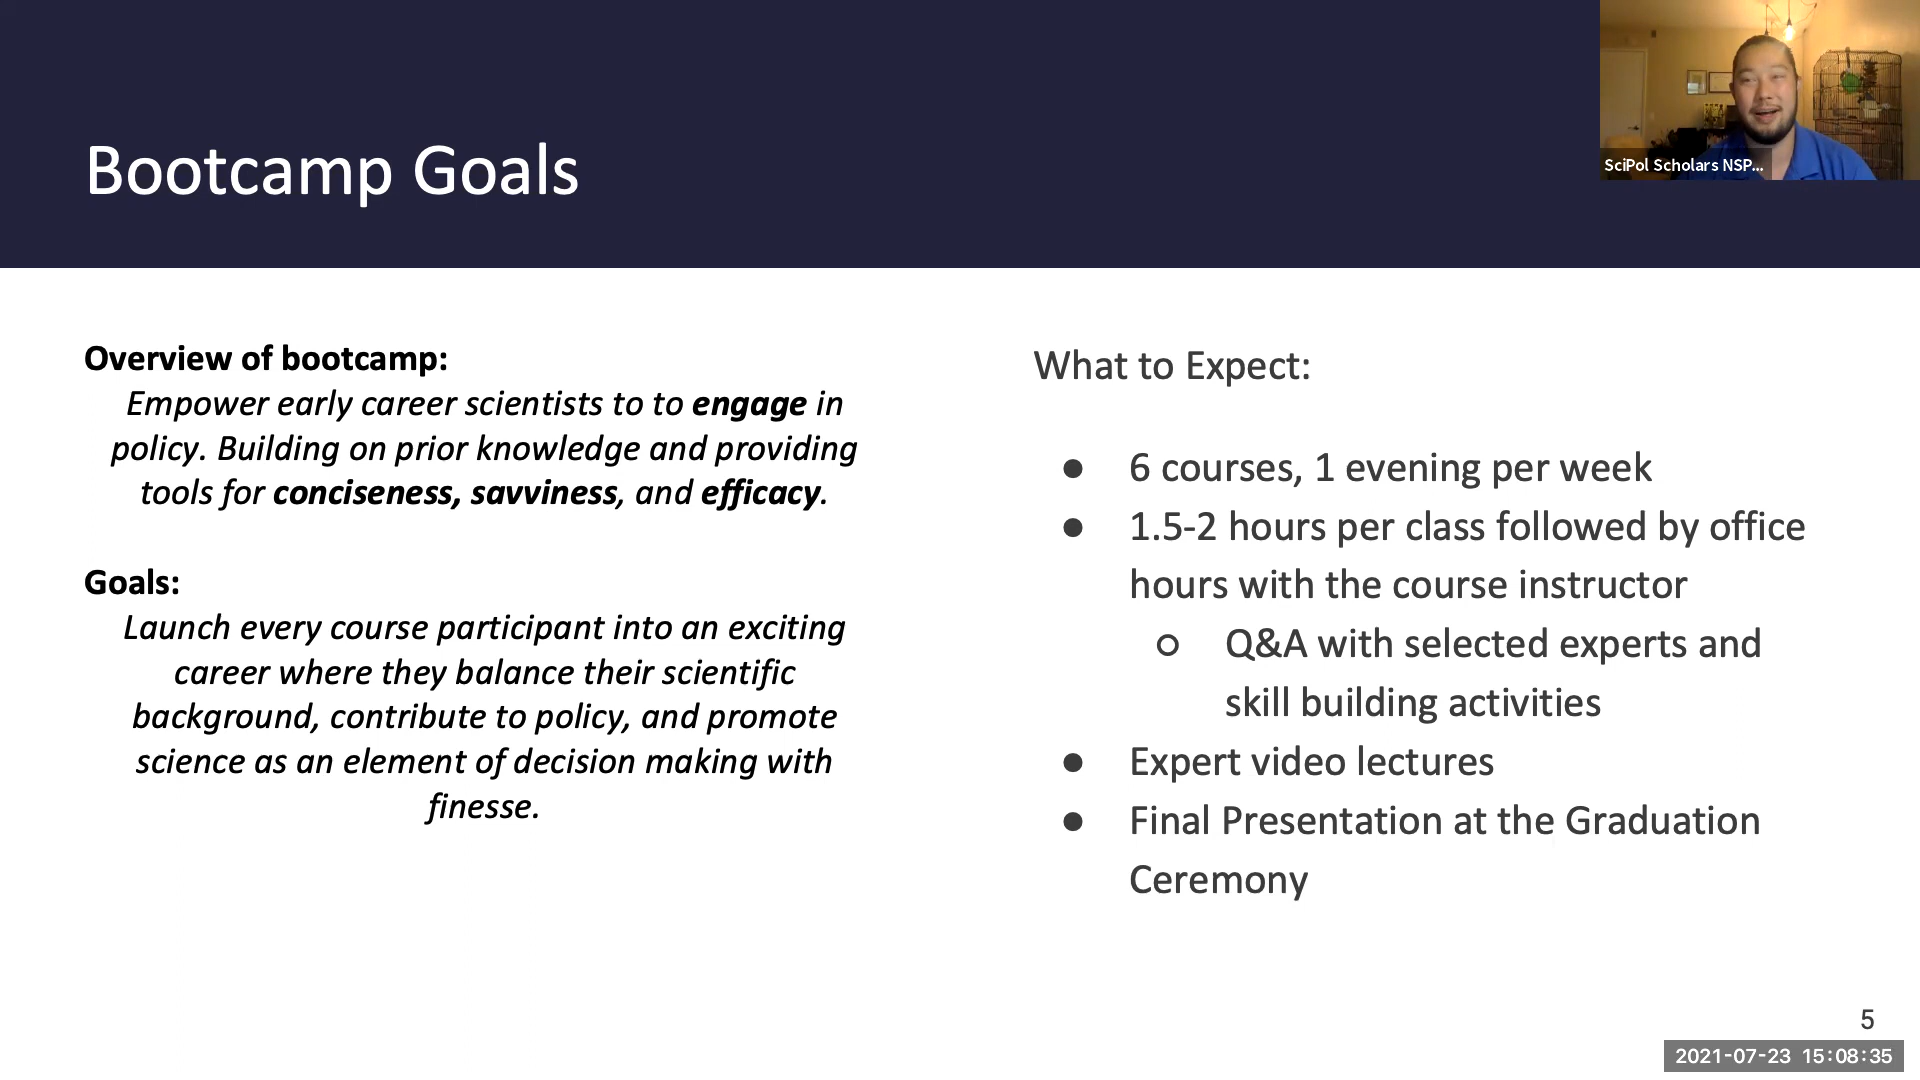 Bootcamp Goals
SciPol Scholars NSP...
Overview of bootcamp:
Empower early career scientists to to engage in
policy. Building on prior knowledge and providing
tools for conciseness, savviness, and efficacy.
Goals:
Launch every course participant into an exciting
career where they balance their scientific
background, contribute to policy, and promote
science as an element of decision making with
finesse.
What to Expect:
● 6 courses, 1 evening per week
● 1.5-2 hours per class followed by office
hours with the course instructor
○ Q&A with selected experts and
skill building activities
● Expert video lectures
● Final Presentation at the Graduation
Ceremony
5
2021-07-23 15:08:35